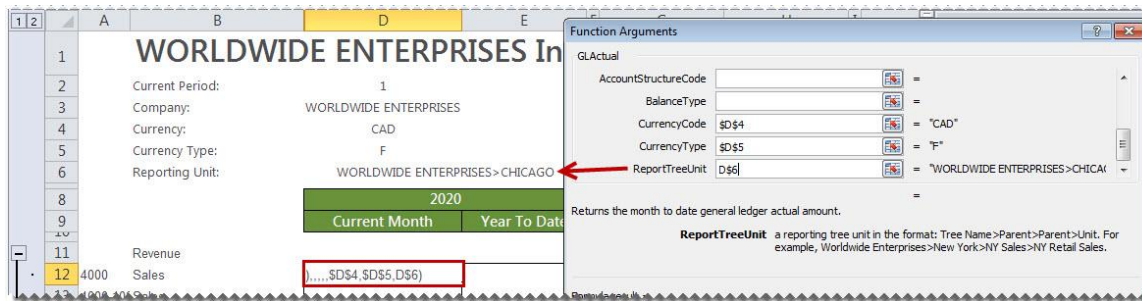 1 2
A B D E
Function Arguments
1 WORLDWIDE ENTERPRISES In
GLActual
AccountStructureCode =
2 Current Period: 1
BalanceType =
3 Company: WORLDWIDE ENTERPRISES
CurrencyCode $D$4 = "CAD"
4 Currency: CAD
CurrencyType $D$5 = "F"
5 Currency Type: F
ReportTreeUnit D$6 = "WORLDWIDE ENTERPRISES>CHICA
6 Reporting Unit: WORLDWIDE ENTERPRISES>CHICAGO
=
8 2020
Returns the month to date general ledger actual amount.
9 Current Month Year To Date
ReportTreeUnit a reporting tree unit in the format: Tree Name>Parent>Parent>Unit. For
example, Worldwide Enterprises>New York>NY Sales>NY Retail Sales.
10
11 Revenue
12 4000 Sales ),,,,,$D$4,$D$5,D$6)